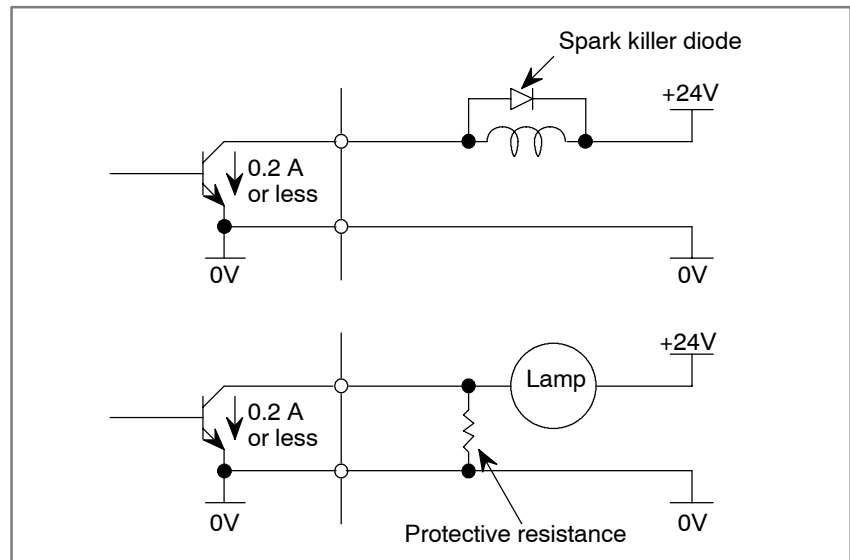 Spark killer diode
+24V
0.2 A
or less
0V
0V
+24V
Lamp
0.2 A
or less
0V
0V
Protective resistance